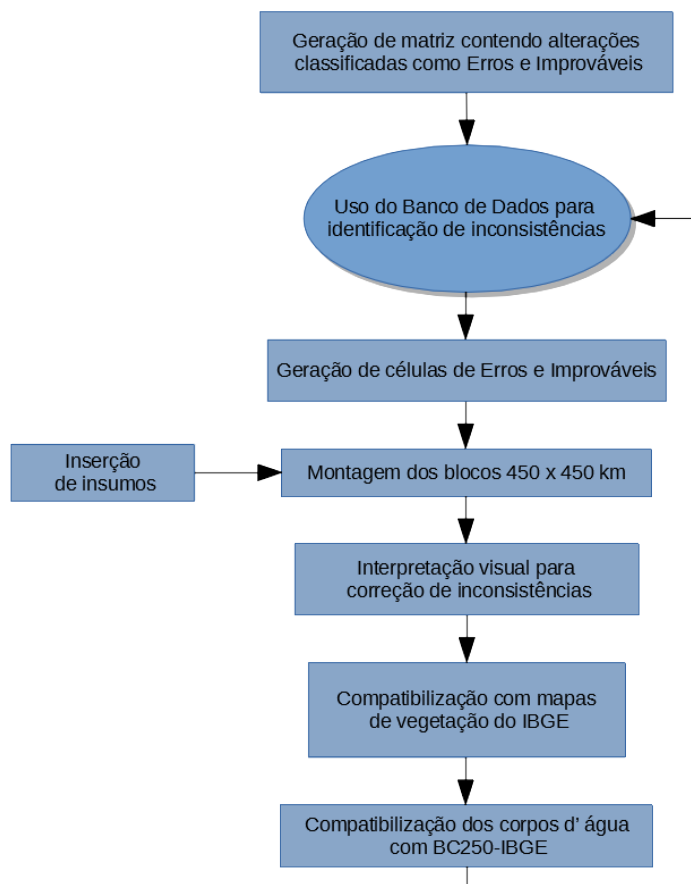 Geração de matriz contendo alterações
classificadas como Erros e Improváveis
Uso do Banco de Dados para
identificação de inconsistências
Geração de células de Erros e Improváveis
Inserção
de insumos
Montagem dos blocos 450 x 450 km
Interpretação visual para
correção de inconsistências
Compatibilização com mapas
de vegetação do IBGE
Compatibilização dos corpos d' água
com BC250-IBGE